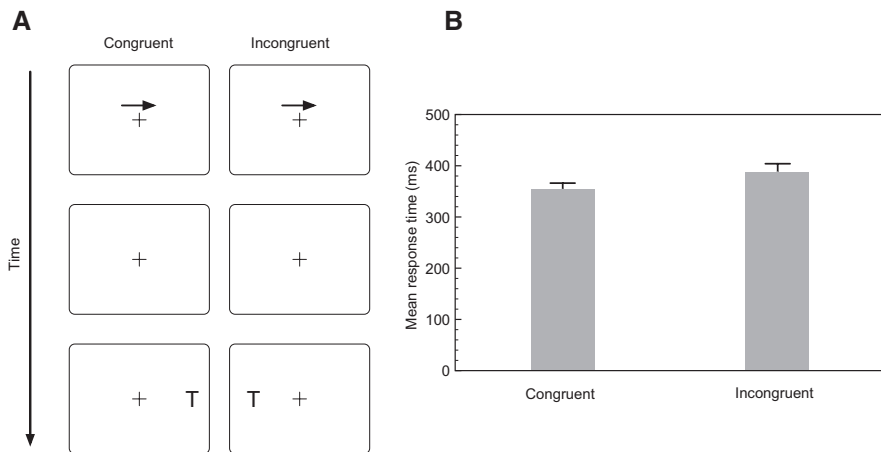 A
Congruent
Incongruent
Time
T
T
B
Mean response time (ms)
500
400
300
200
100
0
Congruent
Incongruent